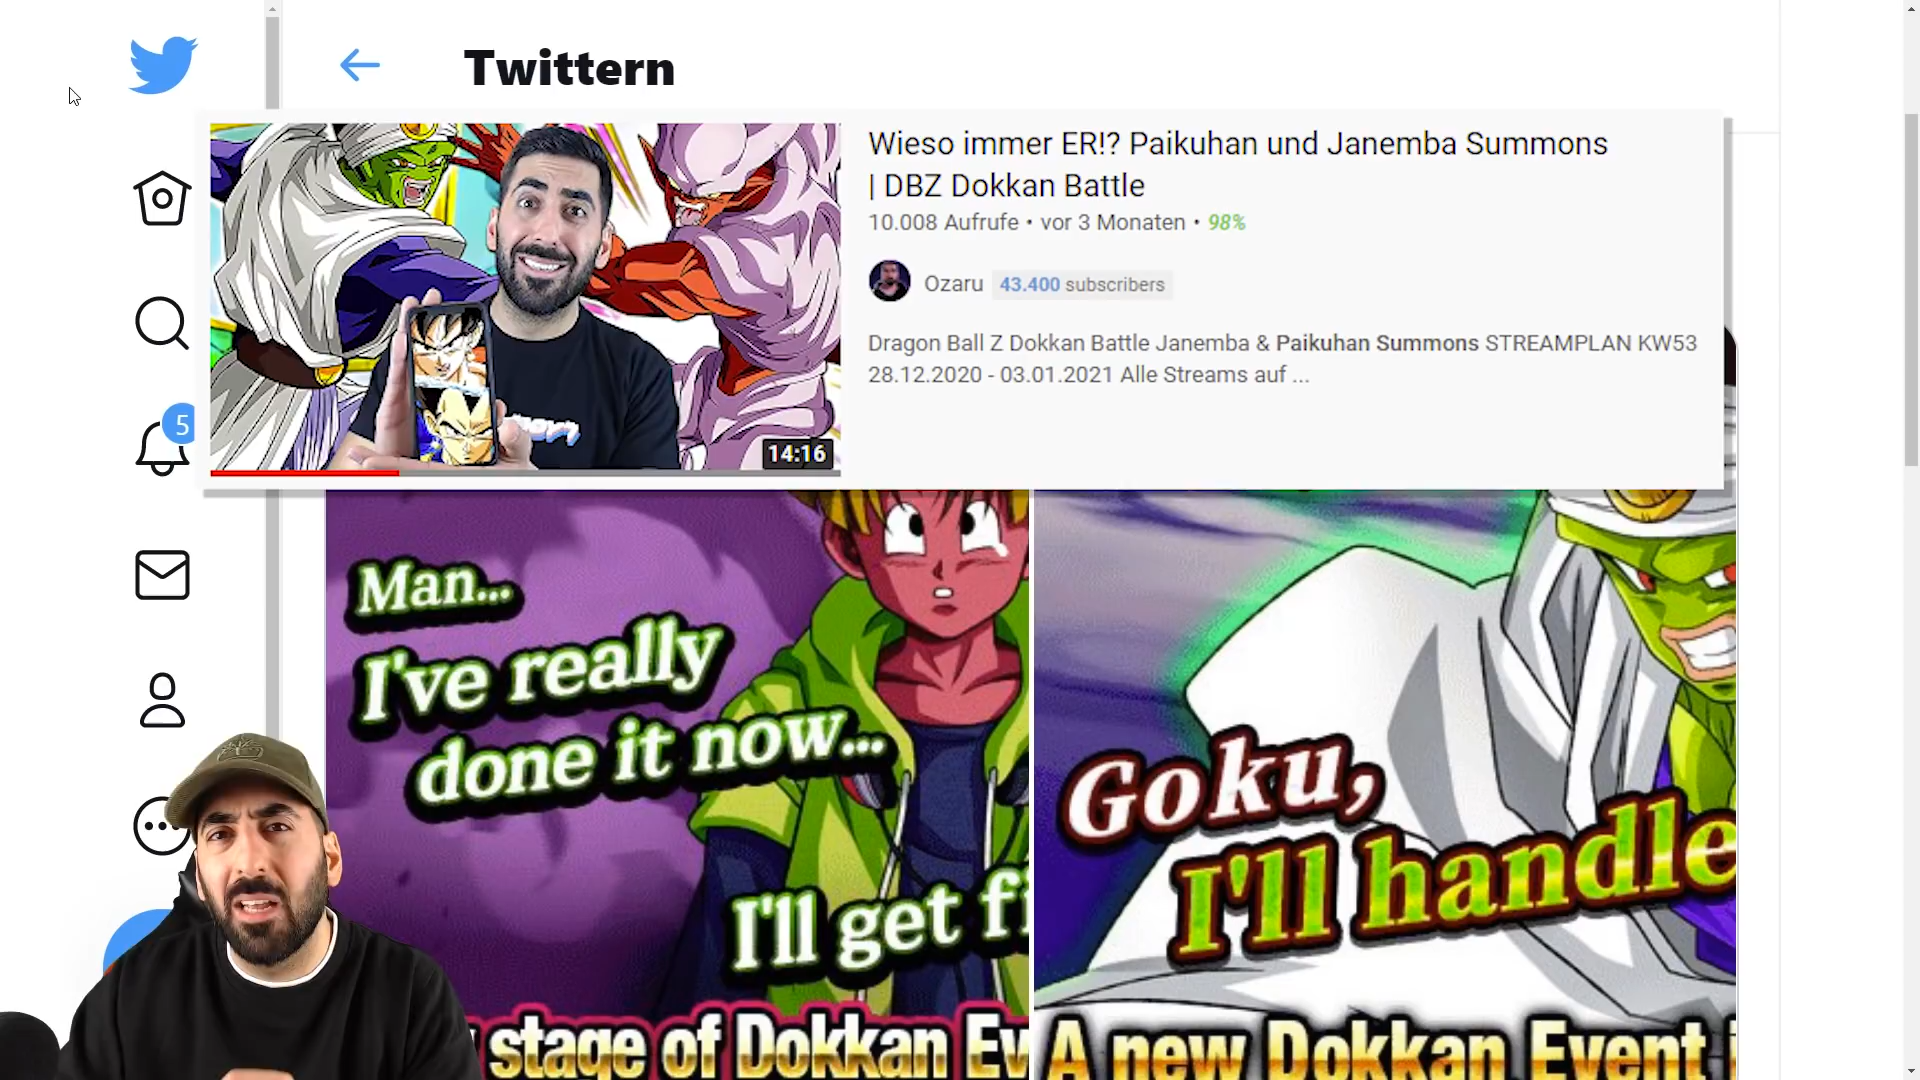 Twittern
Wieso immer ER!? Paikuhan und Janemba Summons
| DBZ Dokkan Battle
10.008 Aufrufe • vor 3 Monaten • 98%
Ozaru 43.400 subscribers
Dragon Ball Z Dokkan Battle Janemba & Paikuhan Summons STREAMPLAN KW53
28.12.2020 - 03.01.2021 Alle Streams auf ...
14:16
5
Man...
I've really
done it now...
I'll get
stage of Dokkan Ev
Goku,
I'll handle
A new Dokkan Event